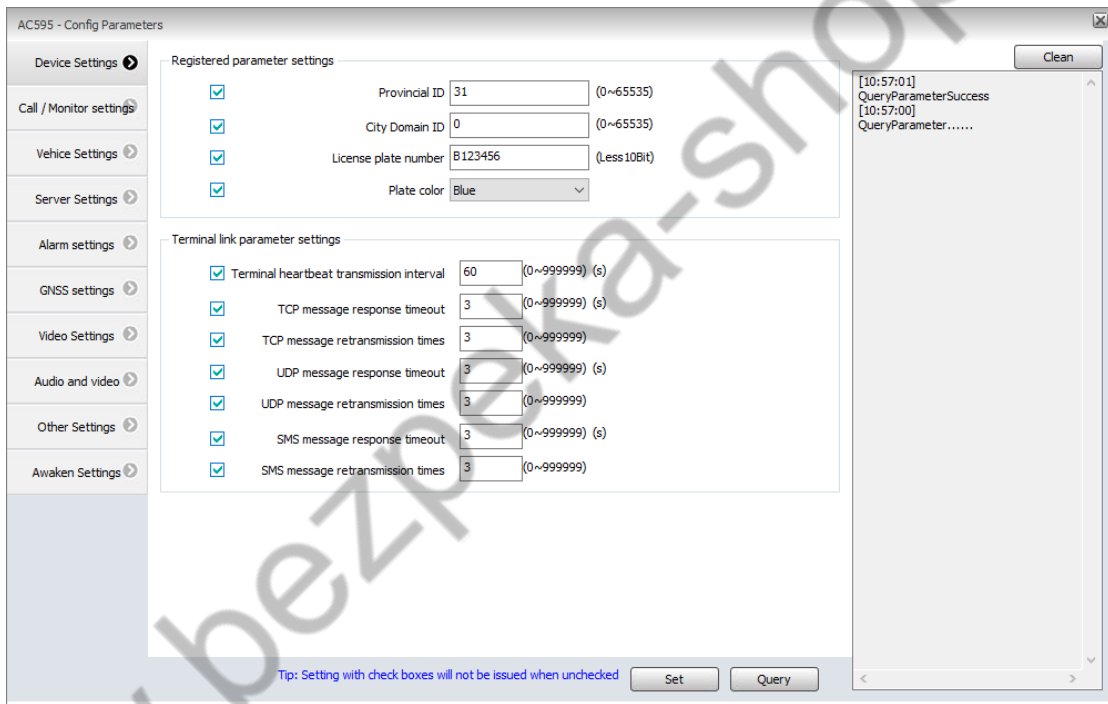 AC595 - Config Parameters
Device Settings
Call / Monitor settings
Vehice Settings
Server Settings
Alarm settings
GNSS settings
Video Settings
Audio and video
Other Settings
Awaken Settings
Registered parameter settings
Provincial ID 31 (0~65535)
City Domain ID 0 (0~65535)
License plate number B123456 (Less10Bit)
Plate color Blue
Terminal link parameter settings
Terminal heartbeat transmission interval 60 (0~999999) (s)
TCP message response timeout 3 (0~999999) (s)
TCP message retransmission times 3 (0~999999)
UDP message response timeout 3 (0~999999) (s)
UDP message retransmission times 3 (0~999999)
SMS message response timeout 3 (0~999999) (s)
SMS message retransmission times 3 (0~999999)
Tip: Setting with check boxes will not be issued when unchecked
Set
Query
Clean
[10:57:01]
QueryParameterSuccess
[10:57:00]
QueryParameter......
bezpeka-shop